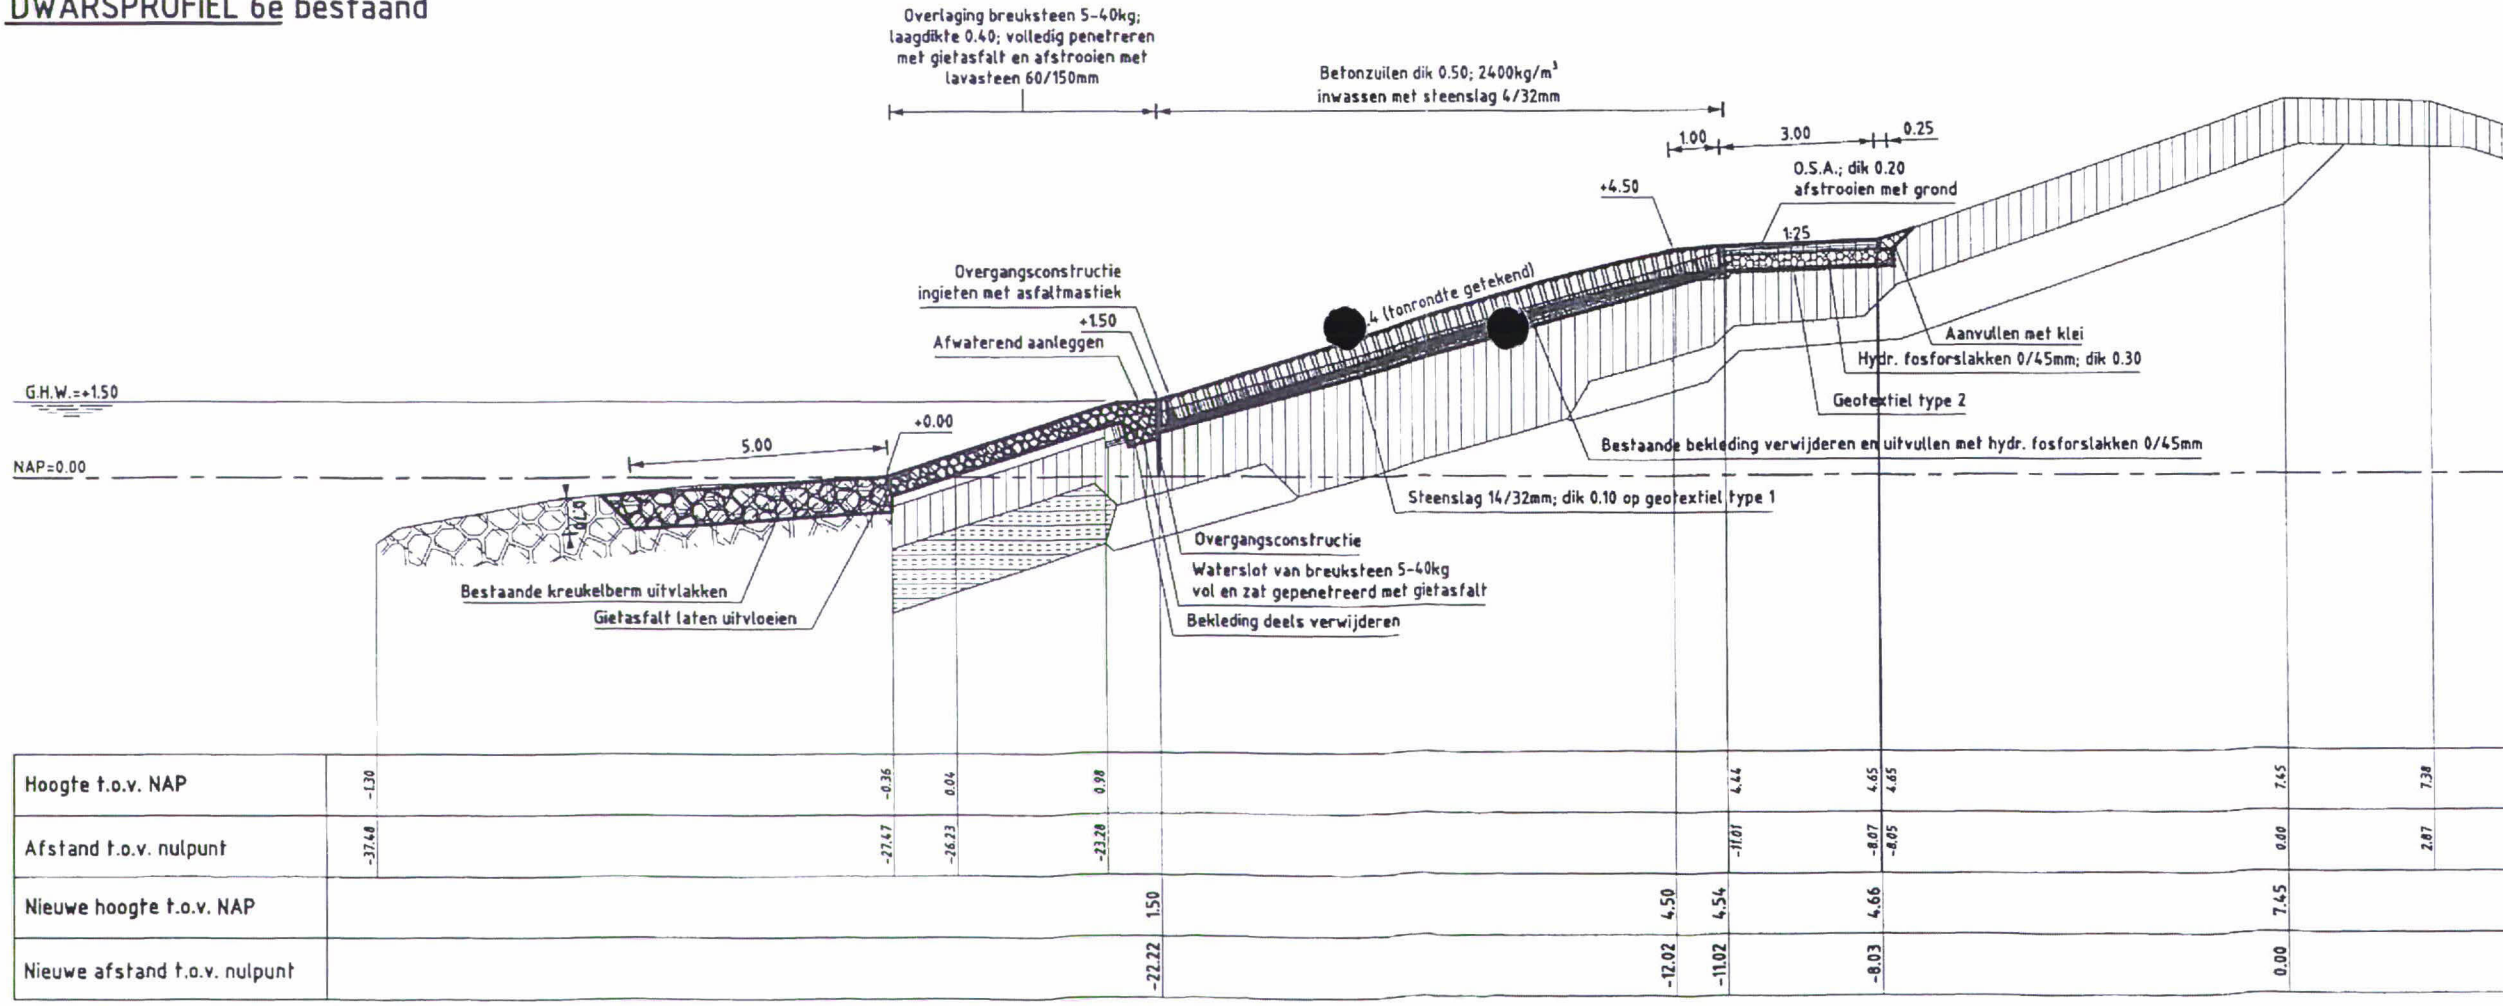 DWARSPROFIEL 6e bestaand
Overlaging breuksteen 5-40kg;
laagdikte 0.40; volledig penetreren
met gietasfalt en afstrooien met
lavasteen 60/150mm
Betonzuilen dik 0.50; 2400kg/m³
inwassen met steenslag 4/32mm
1.00
3.00
0.25
O.S.A.; dik 0.20
afstrooien met grond
+4.50
1:25
Overgangsconstructie
ingieten met asfaltmastiek
.4 (tonrondte getekend)
+1.50
Afwaterend aanleggen
Aanvullen met klei
Hydr. fosforslakken 0/45mm; dik 0.30
Geotextiel type 2
G.H.W.=+1.50
+0.00
5.00
Bestaande bekleding verwijderen en uitvullen met hydr. fosforslakken 0/45mm
NAP=0.00
Steenslag 14/32mm; dik 0.10 op geotextiel type 1
0.70
Overgangsconstructie
Waterslot van breuksteen 5-40kg
vol en zat gepenetreerd met gietasfalt
Bekleding deels verwijderen
Bestaande kreukelberm uitvlakken
Gietasfalt laten uitvloeien
Hoogte t.o.v. NAP -1.30 -0.36 0.04 0.98 4.44 4.65 4.65 7.45 7.38
Afstand t.o.v. nulpunt -37.48 -27.47 -26.23 -23.28 -11.01 -8.07 -8.05 0.00 2.87
Nieuwe hoogte t.o.v. NAP 1.50 4.50 4.54 4.66 7.45
Nieuwe afstand t.o.v. nulpunt -22.22 -12.02 -11.02 -8.03 0.00